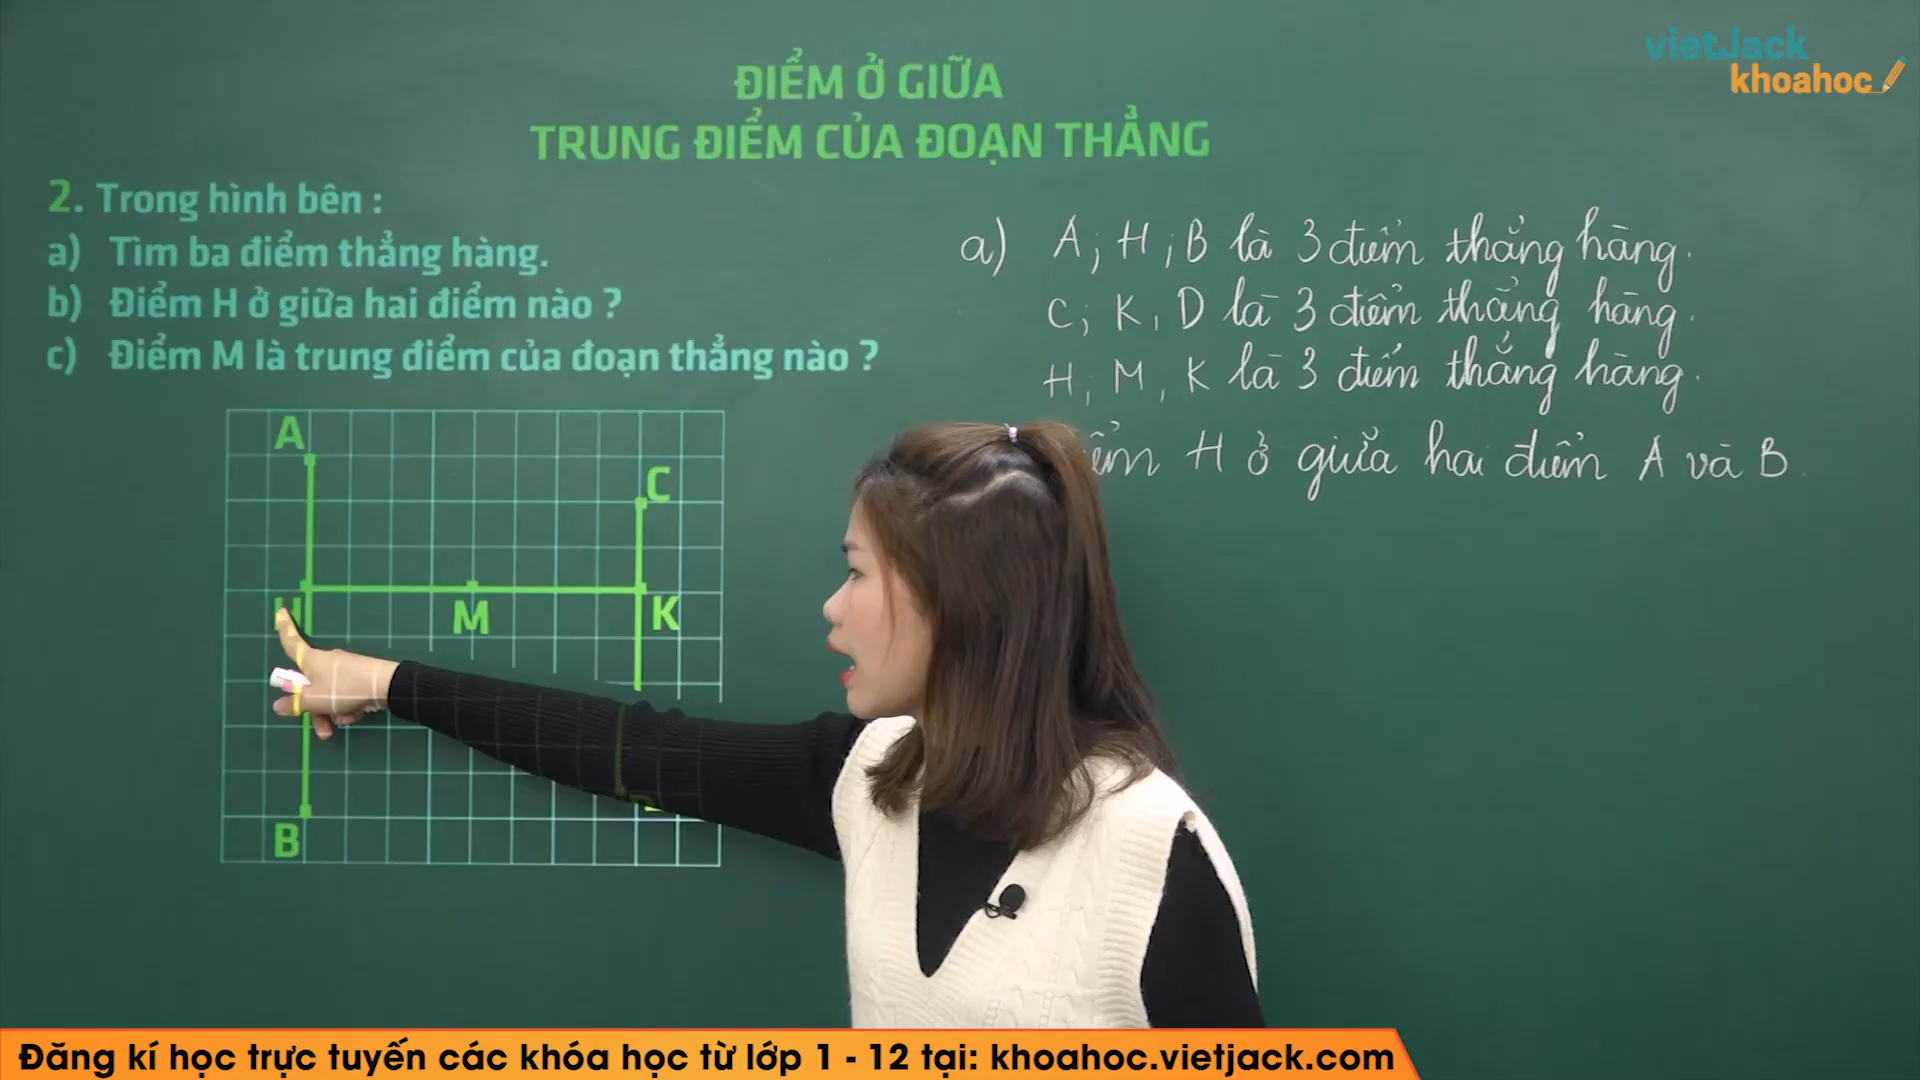 vietJack
khoahoc
ĐIỂM Ở GIỮA
TRUNG ĐIỂM CỦA ĐOẠN THẲNG
2. Trong hình bên :
a) Tìm ba điểm thẳng hàng.
b) Điểm H ở giữa hai điểm nào ?
c) Điểm M là trung điểm của đoạn thẳng nào ?
a) A; H; B là 3 điểm thẳng hàng.
C; K, D là 3 điểm thẳng hàng.
H; M, K là 3 điểm thẳng hàng.
H ở giữa hai điểm A và B
A
C
H
M
K
B
Đăng kí học trực tuyến các khóa học từ lớp 1 - 12 tại: khoahoc.vietjack.com